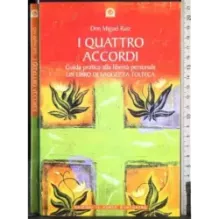 Don Miguel Ruiz
I QUATTRO
ACCORDI
Guida pratica alla libertà personale
UN LIBRO DI SAGGEZZA TOLTECA